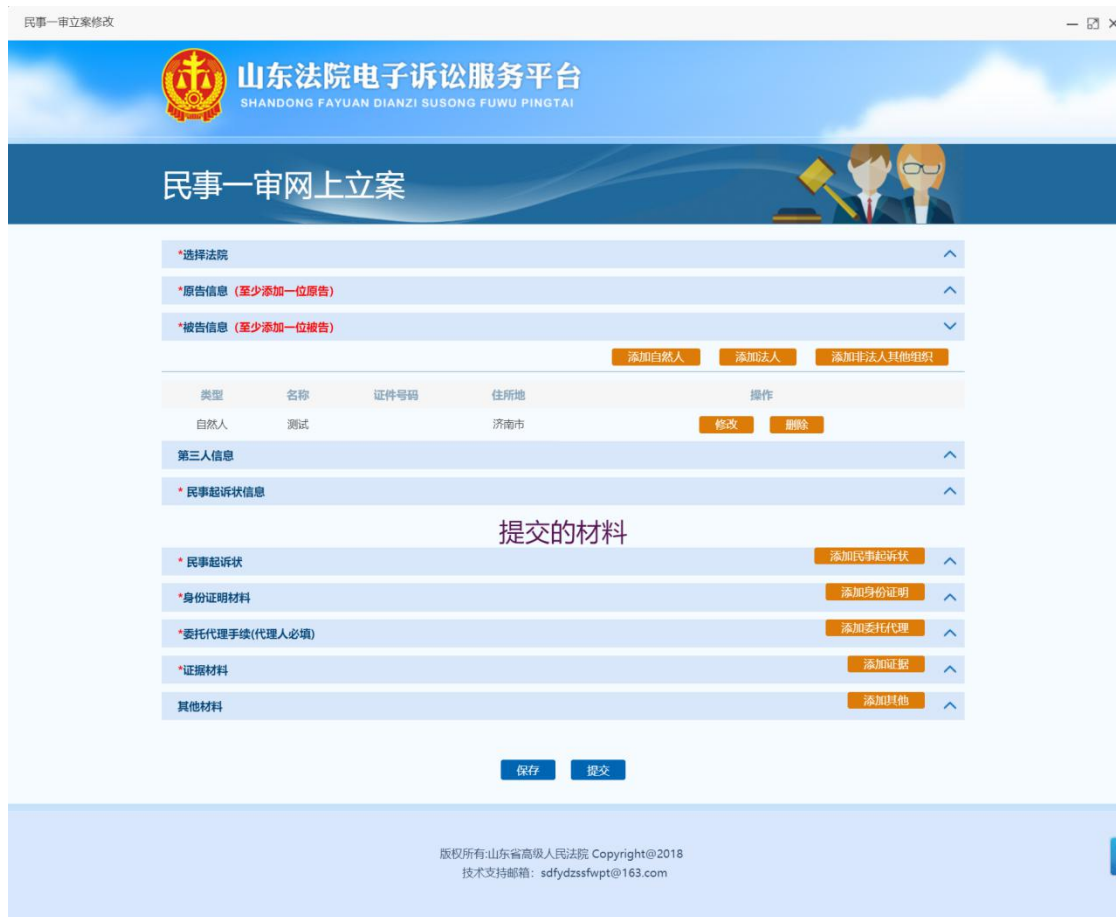 民事一审立案修改
山东法院电子诉讼服务平台
SHANDONG FAYUAN DIANZI SUSONG FUWU PINGTAI
民事一审网上立案
*选择法院
*原告信息（至少添加一位原告）
*被告信息（至少添加一位被告）
添加自然人 添加法人 添加非法人其他组织
类型 名称 证件号码 住所地 操作
自然人 测试 济南市 修改 删除
第三人信息
* 民事起诉状信息
提交的材料
* 民事起诉状 添加民事起诉状
*身份证明材料 添加身份证明
*委托代理手续(代理人必填) 添加委托代理
*证据材料 添加证据
其他材料 添加其他
保存 提交
版权所有:山东省高级人民法院 Copyright@2018
技术支持邮箱：sdfydzssfwpt@163.com